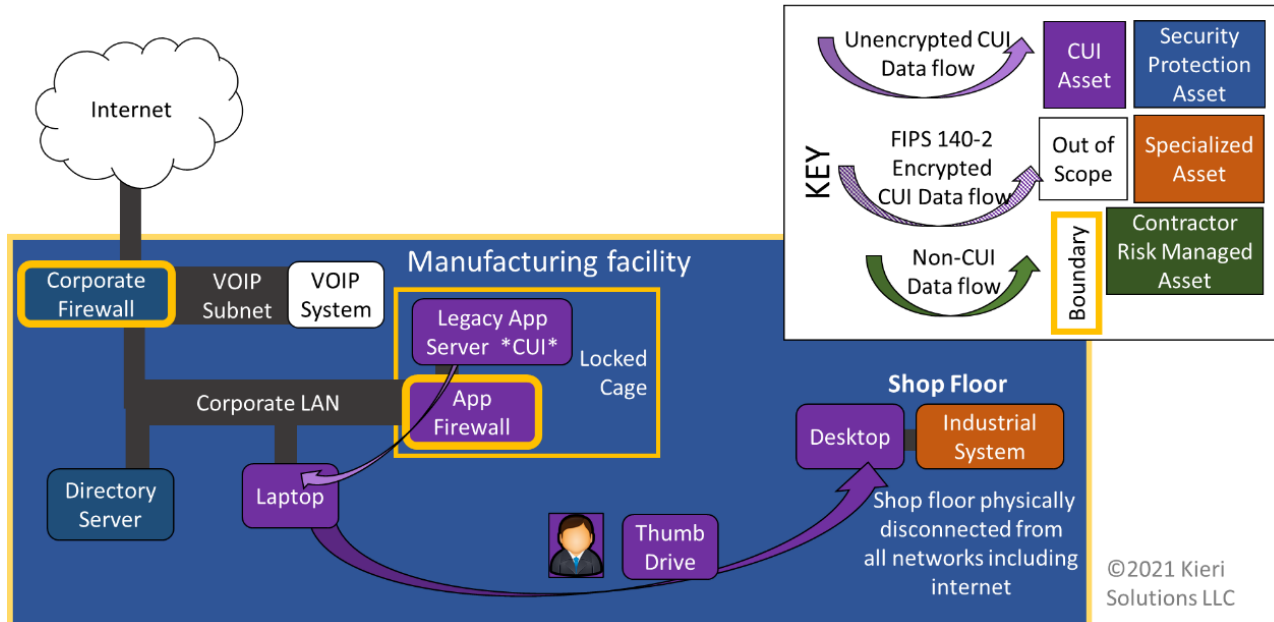 Internet
Corporate
Firewall
VOIP
Subnet
VOIP
System
Manufacturing facility
Legacy App
Server *CUI*
Locked
Cage
App
Firewall
Corporate LAN
Directory
Server
Laptop
Thumb
Drive
Shop Floor
Desktop
Industrial
System
Shop floor physically
disconnected from
all networks including
internet
KEY
Unencrypted CUI
Data flow
CUI
Asset
Security
Protection
Asset
FIPS 140-2
Encrypted
CUI Data flow
Out of
Scope
Specialized
Asset
Non-CUI
Data flow
Boundary
Contractor
Risk Managed
Asset
©2021 Kieri
Solutions LLC